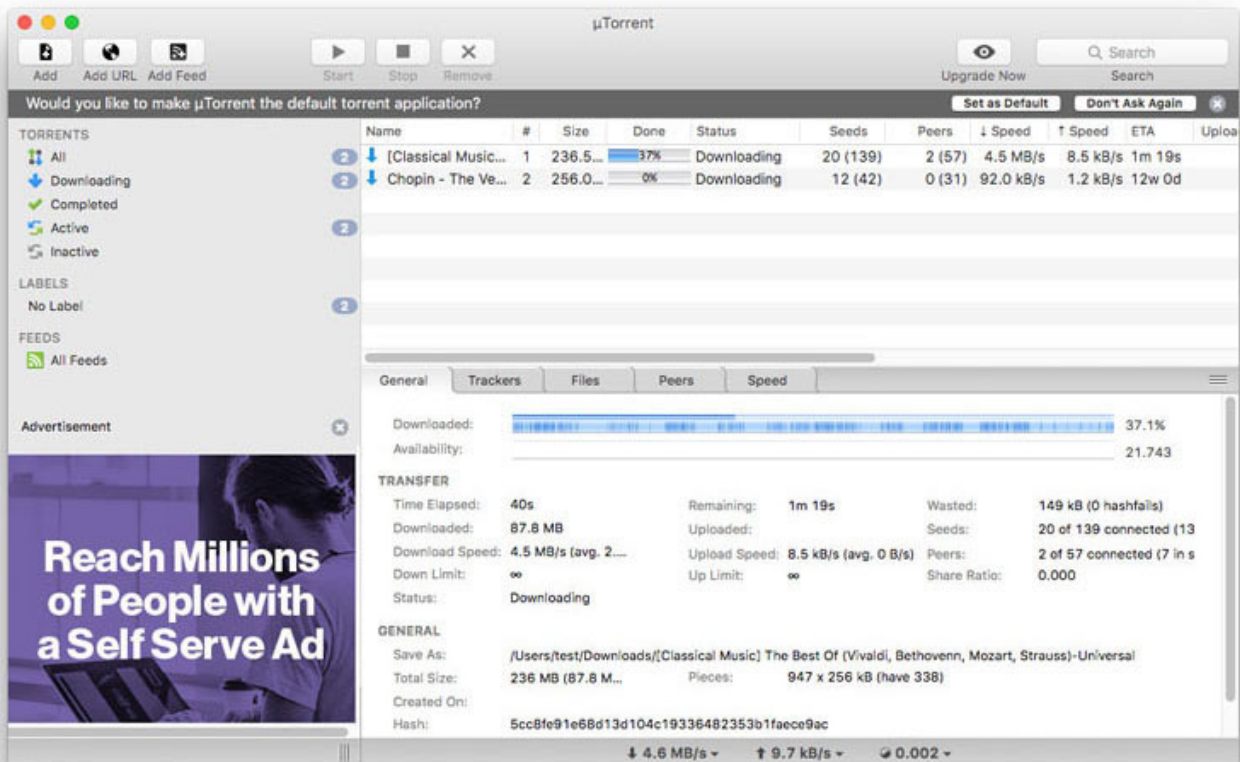 µTorrent
Add Add URL Add Feed Start Stop Remove Upgrade Now Search
Search
Would you like to make µTorrent the default torrent application? Set as Default Don't Ask Again
TORRENTS
All 2
Downloading 2
Completed
Active 2
Inactive
LABELS
No Label 2
FEEDS
All Feeds
Advertisement
Reach Millions
of People with
a Self Serve Ad
Name # Size Done Status Seeds Peers ↓ Speed ↑ Speed ETA Uploa
[Classical Music... 1 236.5... 37% Downloading 20 (139) 2 (57) 4.5 MB/s 8.5 kB/s 1m 19s
Chopin - The Ve... 2 256.0... 0% Downloading 12 (42) 0 (31) 92.0 kB/s 1.2 kB/s 12w 0d
General Trackers Files Peers Speed
Downloaded: 37.1%
Availability: 21.743
TRANSFER
Time Elapsed: 40s Remaining: 1m 19s Wasted: 149 kB (0 hashfails)
Downloaded: 87.8 MB Uploaded: Seeds: 20 of 139 connected (13
Download Speed: 4.5 MB/s (avg. 2.... Upload Speed: 8.5 kB/s (avg. 0 B/s) Peers: 2 of 57 connected (7 in s
Down Limit: ∞ Up Limit: ∞ Share Ratio: 0.000
Status: Downloading
GENERAL
Save As: /Users/test/Downloads/[Classical Music] The Best Of (Vivaldi, Bethovenn, Mozart, Strauss)-Universal
Total Size: 236 MB (87.8 M... Pieces: 947 x 256 kB (have 338)
Created On:
Hash: 5cc8fe91e68d13d104c19336482353b1faece9ac
↓ 4.6 MB/s ↑ 9.7 kB/s 0.002